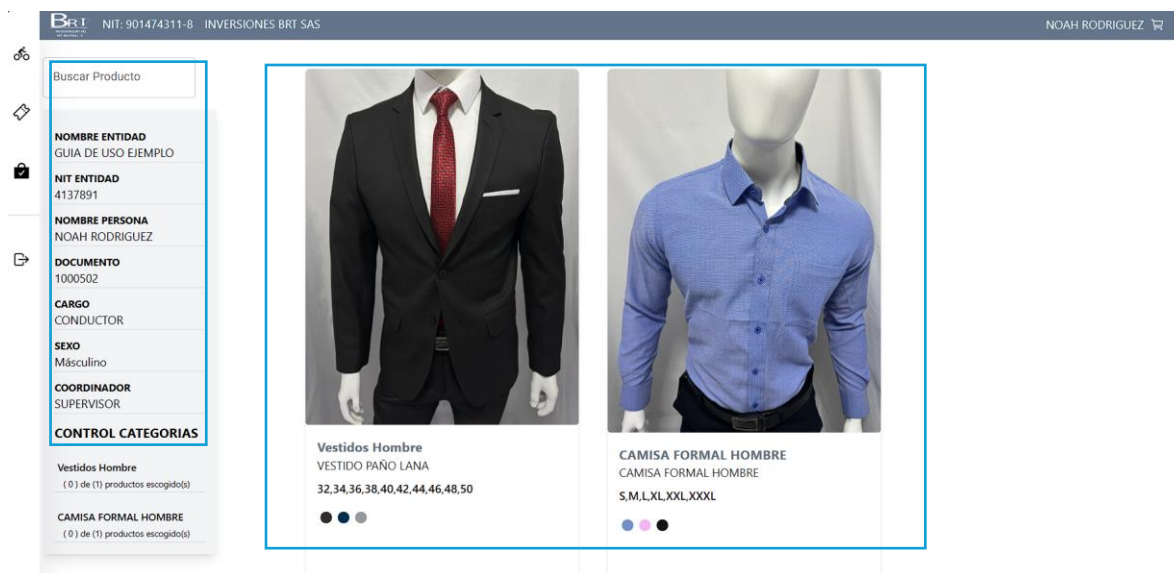 BRT NIT: 901474311-8 INVERSIONES BRT SAS
NOAH RODRIGUEZ
Buscar Producto
NOMBRE ENTIDAD
GUIA DE USO EJEMPLO
NIT ENTIDAD
4137891
NOMBRE PERSONA
NOAH RODRIGUEZ
DOCUMENTO
1000502
CARGO
CONDUCTOR
SEXO
Másculino
COORDINADOR
SUPERVISOR
CONTROL CATEGORIAS
Vestidos Hombre
( 0 ) de (1) productos escogido(s)
CAMISA FORMAL HOMBRE
( 0 ) de (1) productos escogido(s)
Vestidos Hombre
VESTIDO PAÑO LANA
32,34,36,38,40,42,44,46,48,50
CAMISA FORMAL HOMBRE
CAMISA FORMAL HOMBRE
S,M,L,XL,XXL,XXXL